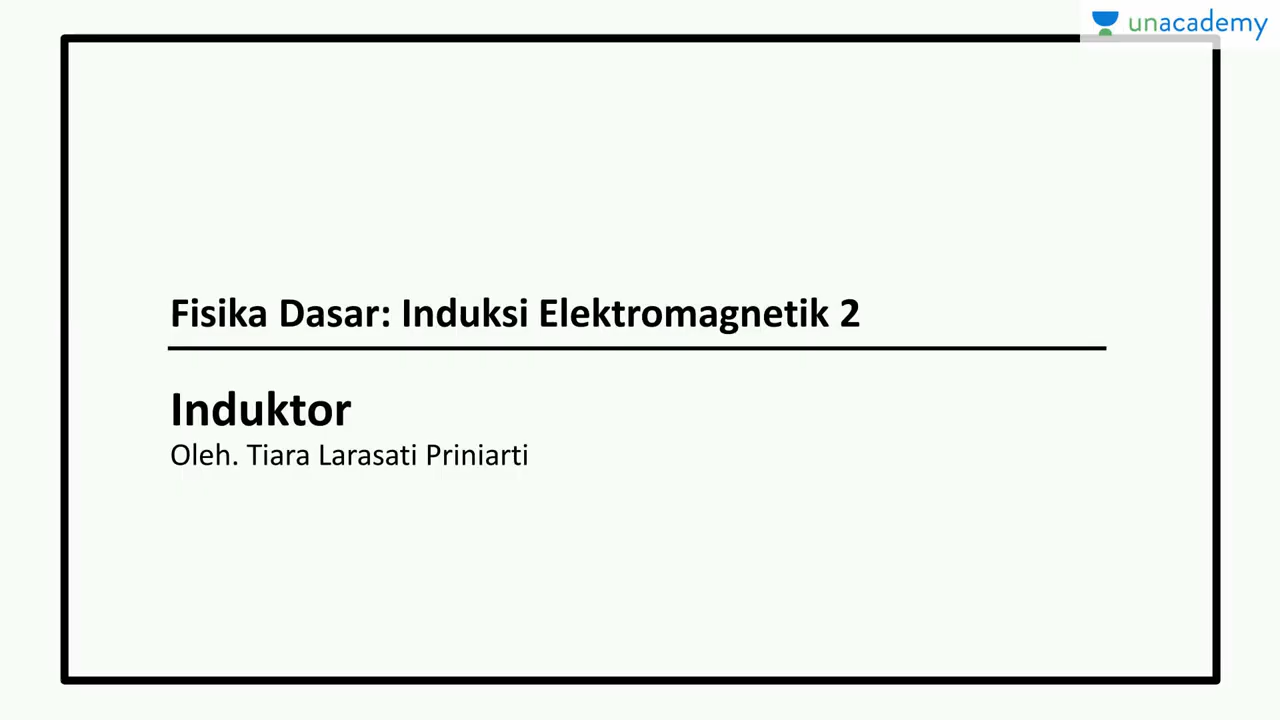 unacademy
Fisika Dasar: Induksi Elektromagnetik 2
Induktor
Oleh. Tiara Larasati Priniarti